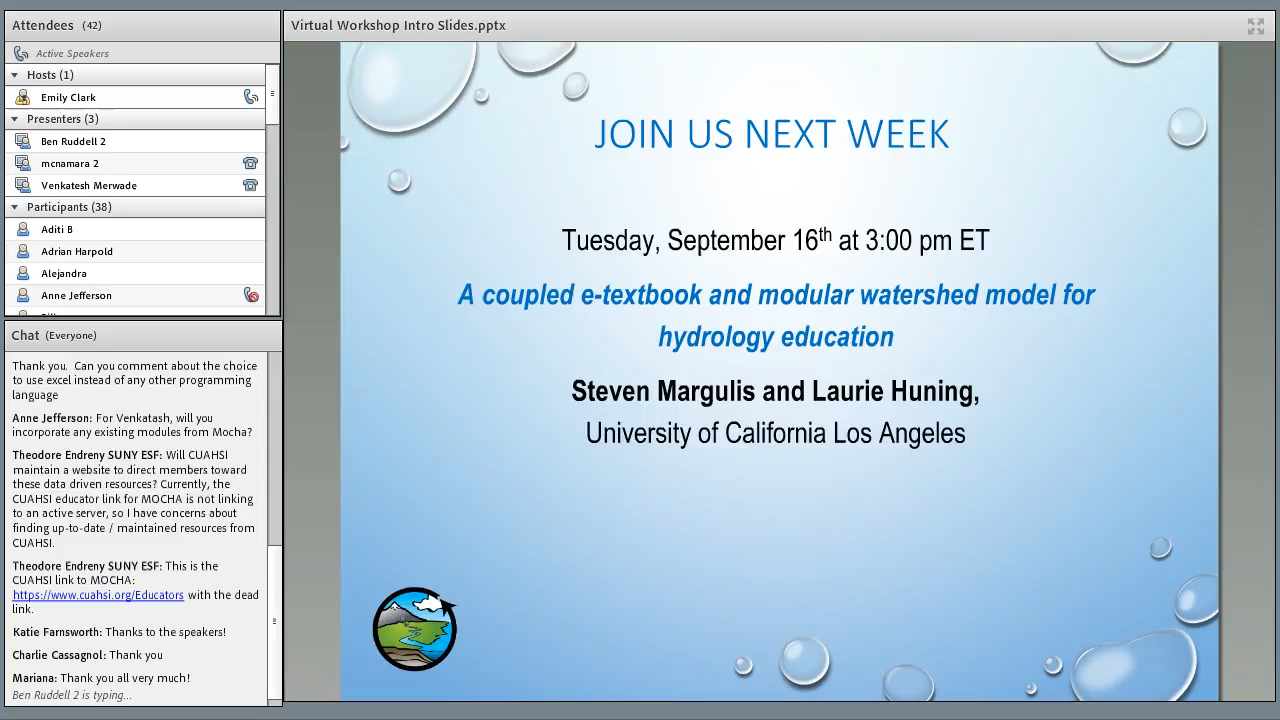 Attendees (42)
Active Speakers
Hosts (1)
Emily Clark
Presenters (3)
Ben Ruddell 2
mcnamara 2
Venkatesh Merwade
Participants (38)
Aditi B
Adrian Harpold
Alejandra
Anne Jefferson
Chat (Everyone)
Thank you. Can you comment about the choice
to use excel instead of any other programming
language
Anne Jefferson: For Venkatash, will you
incorporate any existing modules from Mocha?
Theodore Endreny SUNY ESF: Will CUAHSI
maintain a website to direct members toward
these data driven resources? Currently, the
CUAHSI educator link for MOCHA is not linking
to an active server, so I have concerns about
finding up-to-date / maintained resources from
CUAHSI.
Theodore Endreny SUNY ESF: This is the
CUAHSI link to MOCHA:
https://www.cuahsi.org/Educators with the dead
link.
Katie Farnsworth: Thanks to the speakers!
Charlie Cassagnol: Thank you
Mariana: Thank you all very much!
Ben Ruddell 2 is typing...
Virtual Workshop Intro Slides.pptx
JOIN US NEXT WEEK
Tuesday, September 16th at 3:00 pm ET
A coupled e-textbook and modular watershed model for
hydrology education
Steven Margulis and Laurie Huning,
University of California Los Angeles